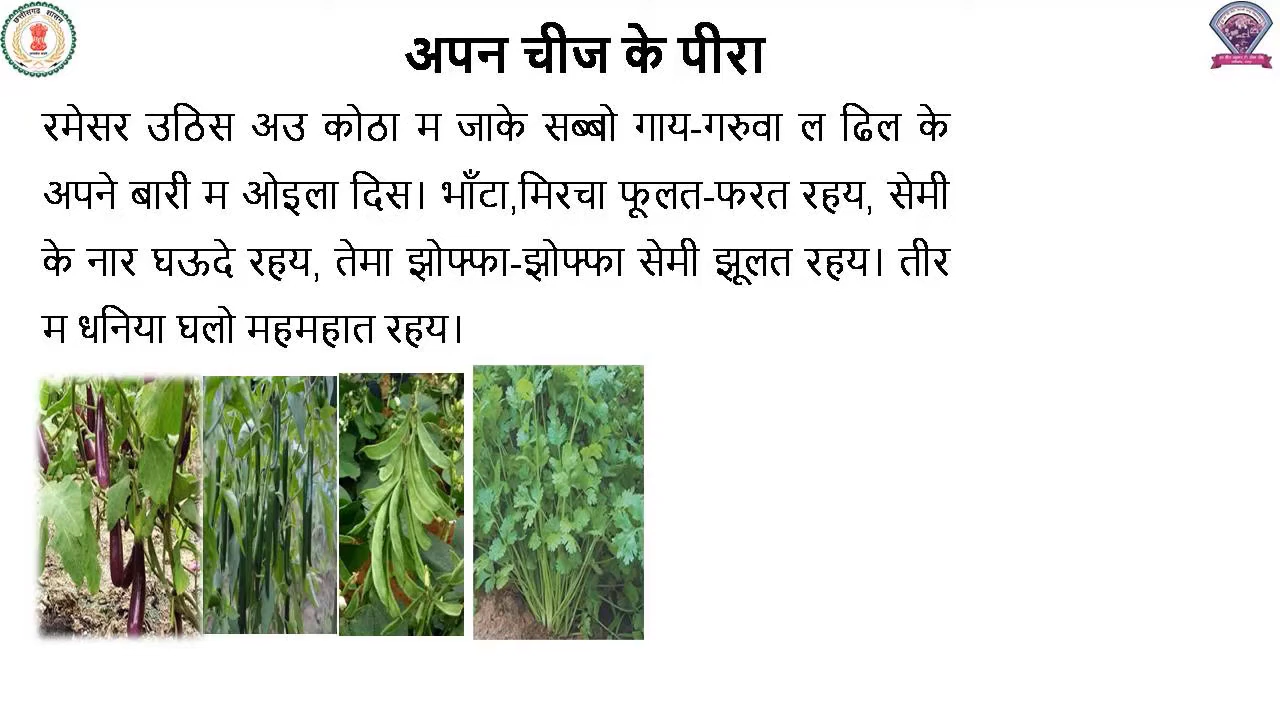 अपन चीज के पीरा
रमेसर उठिस अउ कोठा म जाके सब्बो गाय-गरुवा ल ढिल के
अपने बारी म ओइला दिस। भाँटा,मिरचा फूलत-फरत रहय, सेमी
के नार घऊदे रहय, तेमा झोफ्फा-झोफ्फा सेमी झूलत रहय। तीर
म धनिया घलो महमहात रहय।